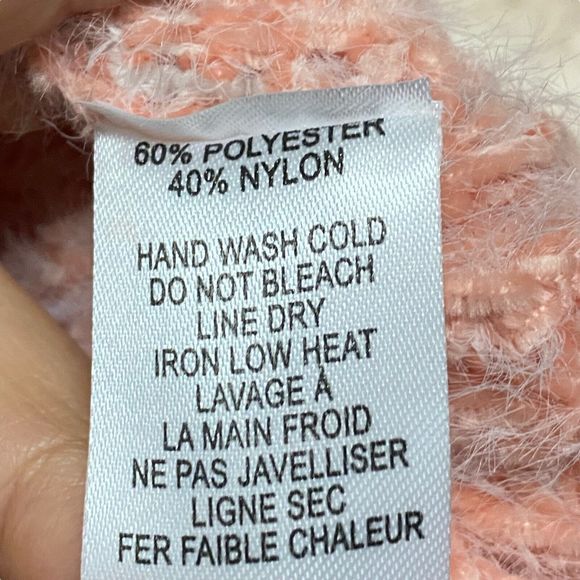 60% POLYESTER
40% NYLON
HAND WASH COLD
DO NOT BLEACH
LINE DRY
IRON LOW HEAT
LAVAGE À
LA MAIN FROID
NE PAS JAVELLISER
LIGNE SEC
FER FAIBLE CHALEUR